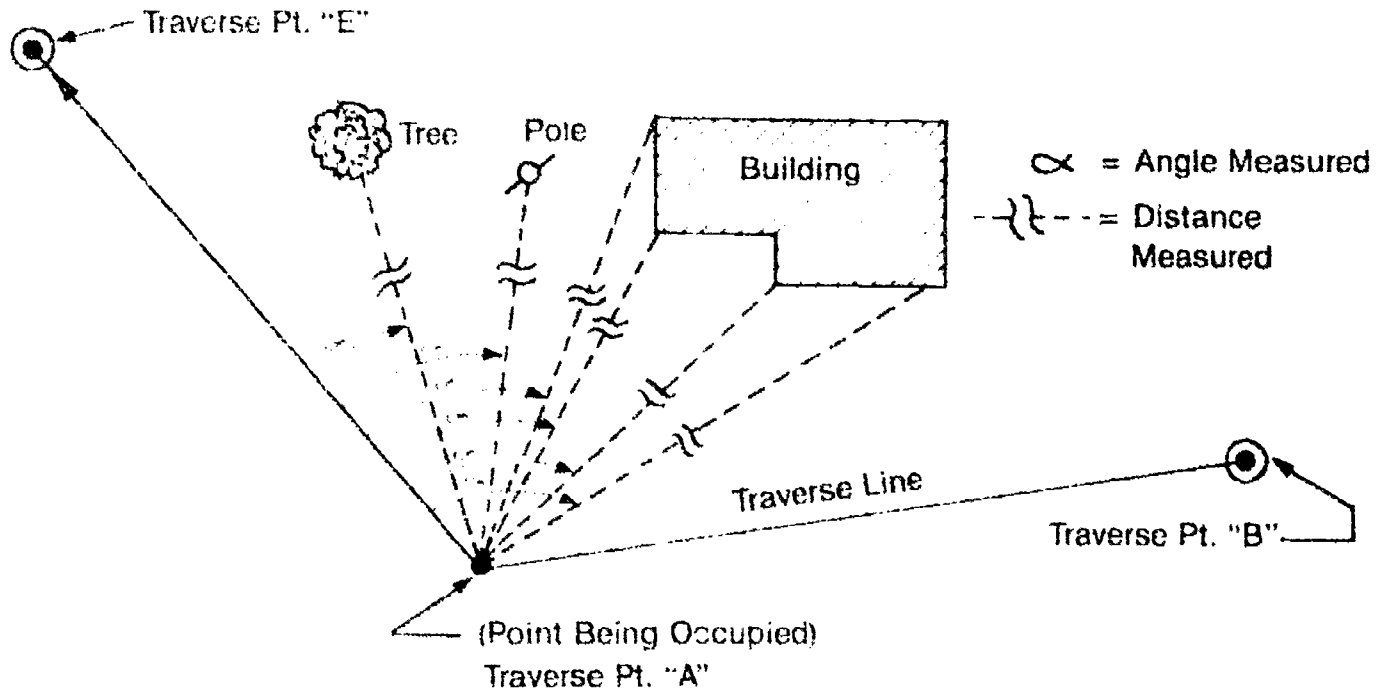 Traverse Pt. "E"
Tree
Pole
Building
∝ = Angle Measured
= Distance
Measured
Traverse Line
Traverse Pt. "B"
(Point Being Occupied)
Traverse Pt. "A"